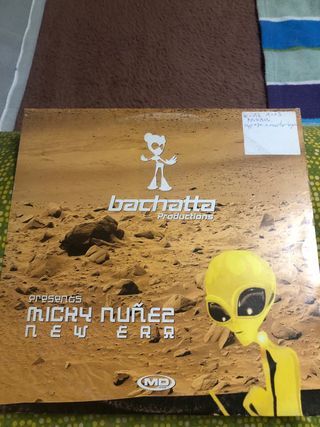 bachatta
Productions
presents
MICKY NUÑEZ
NEW ERA
MD